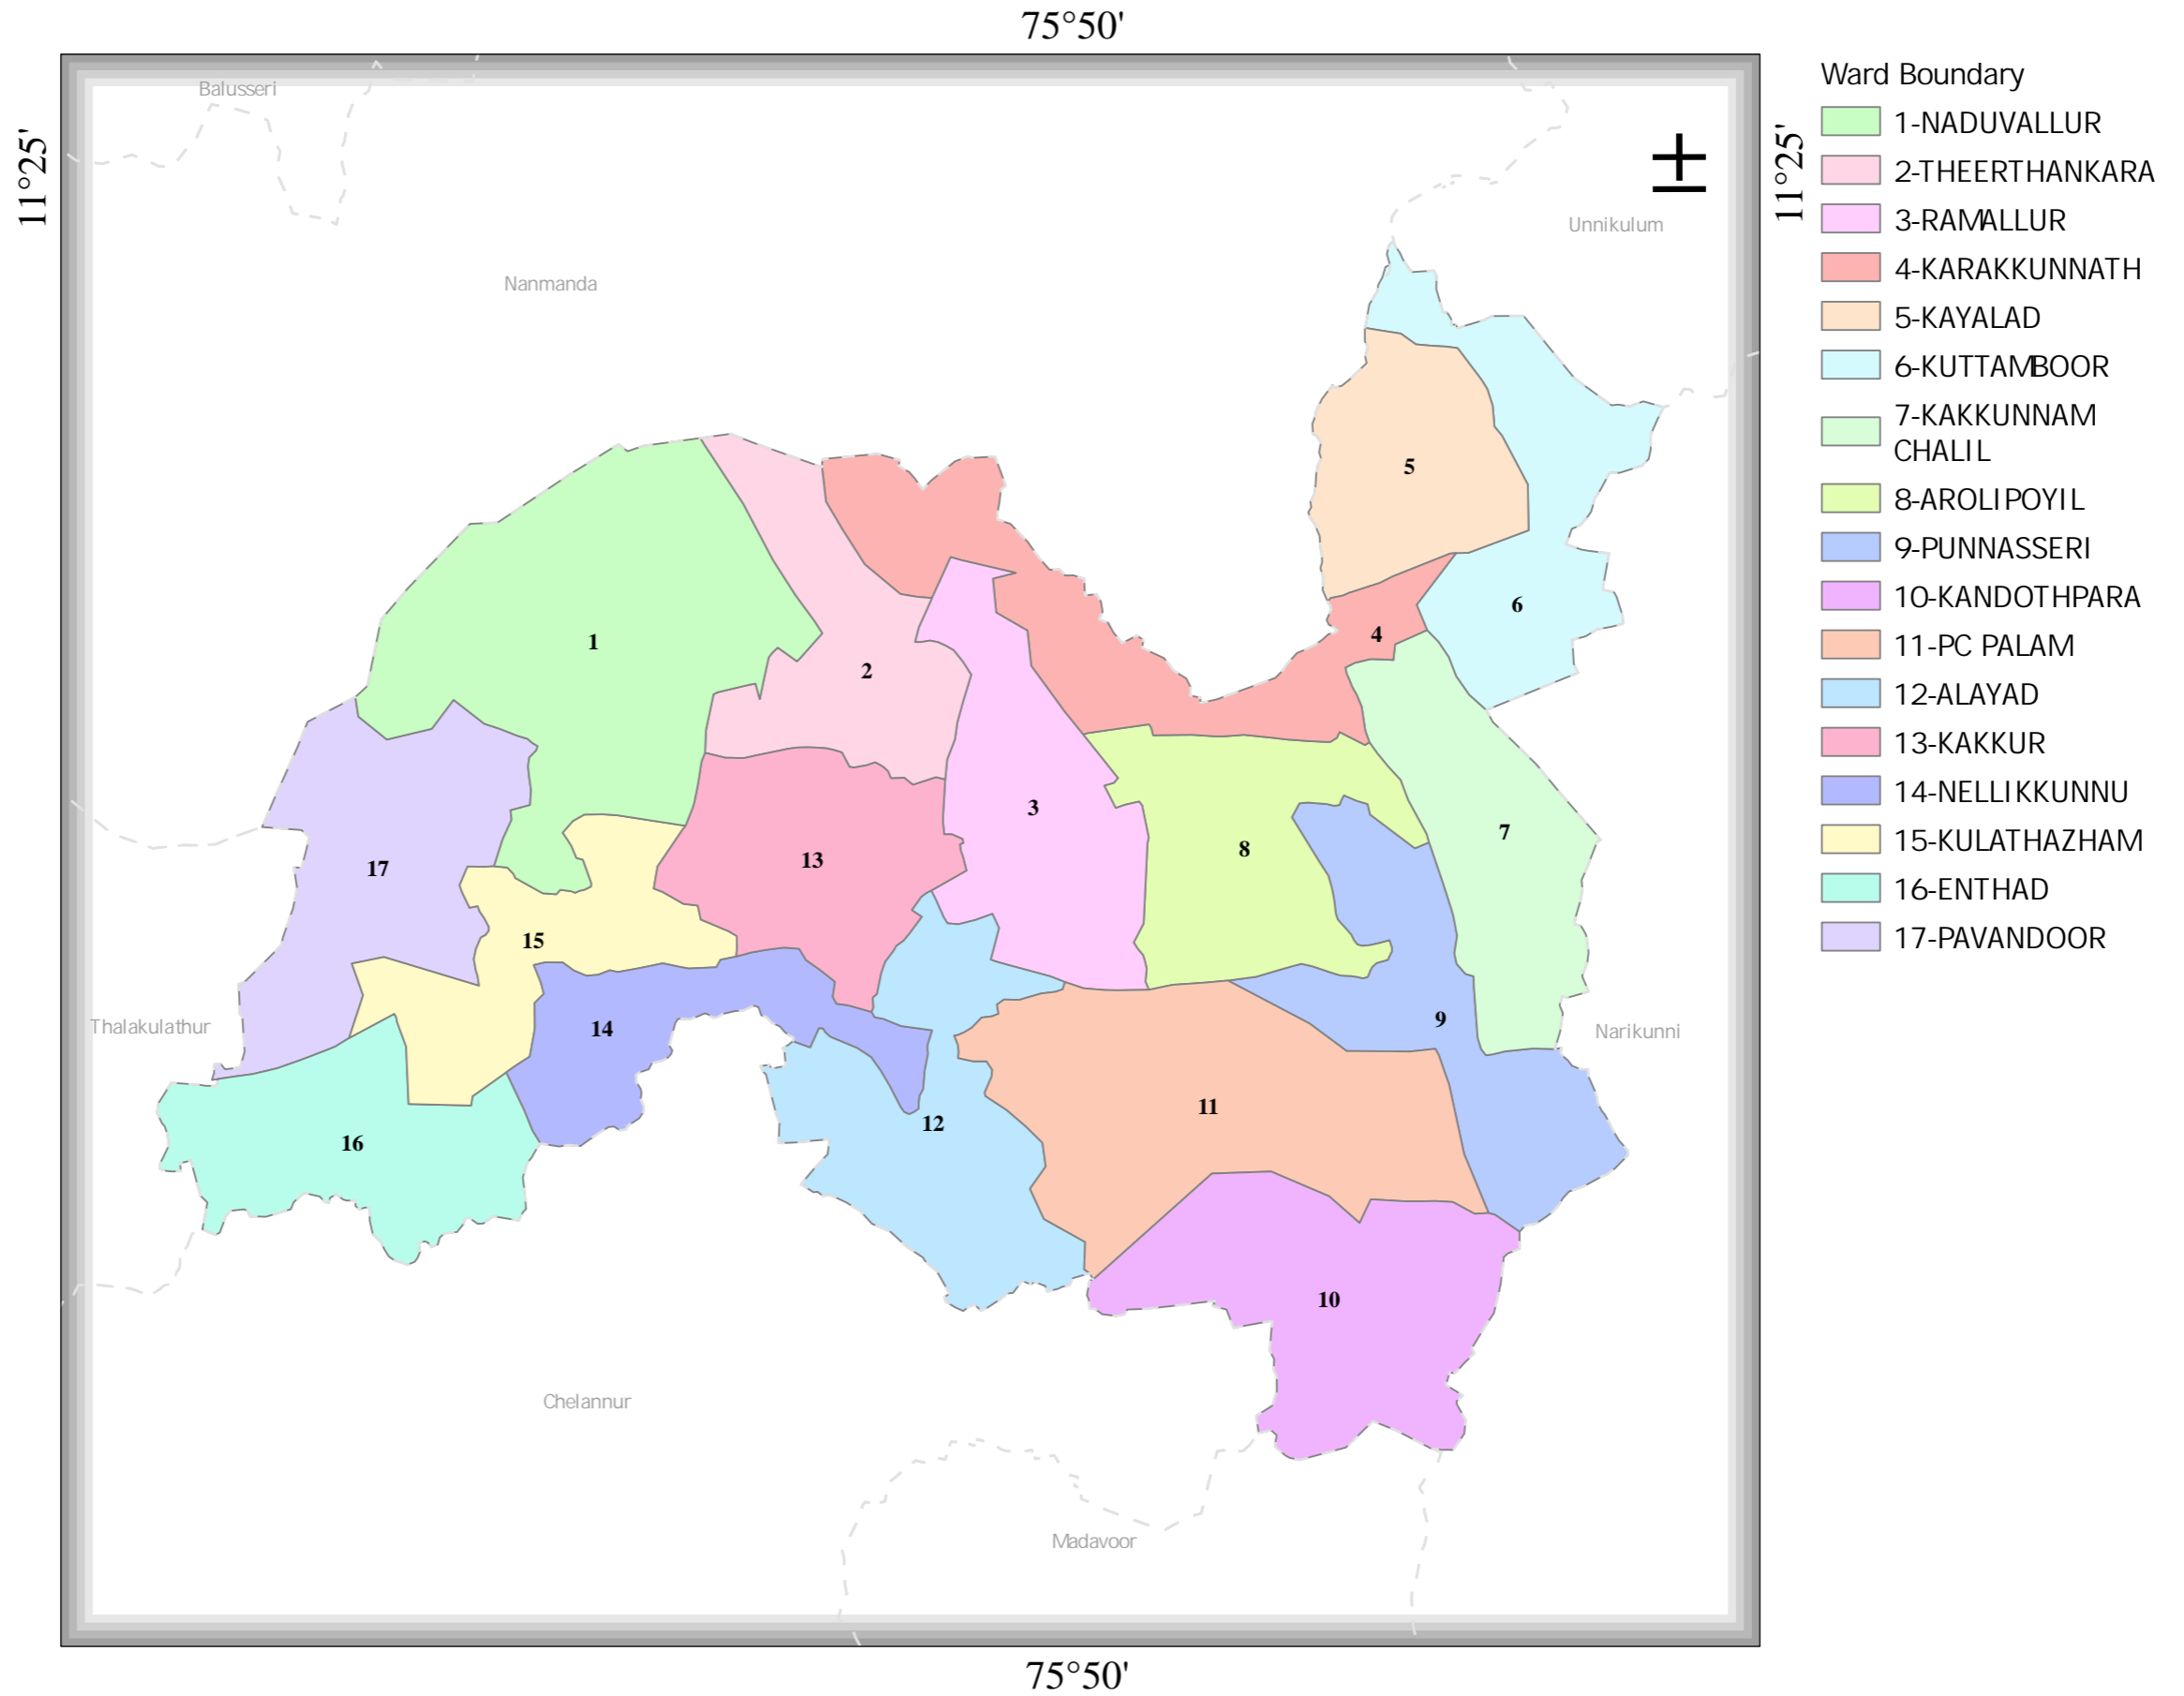 75°50'
11°25'
11°25'
Balusseri
Unnikulum
Nanmanda
5
6
4
1
2
3
8
7
13
17
15
14
9
Thalakulathur
Narikunni
11
12
16
10
Chelannur
Madavoor
75°50'
Ward Boundary
1-NADUVALLUR
2-THEERTHANKARA
3-RAMALLUR
4-KARAKKUNNATH
5-KAYALAD
6-KUTTAMBOOR
7-KAKKUNNAM
CHALIL
8-AROLIPOYIL
9-PUNNASSERI
10-KANDOTHPARA
11-PC PALAM
12-ALAYAD
13-KAKKUR
14-NELLIKKUNNU
15-KULATHAZHAM
16-ENTHAD
17-PAVANDOOR